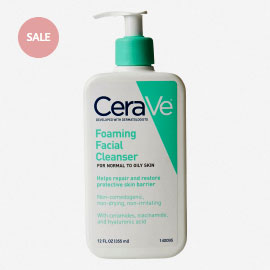 SALE
CeraVe
DEVELOPED WITH DERMATOLOGISTS
Foaming
Facial
Cleanser
FOR NORMAL TO OILY SKIN
Helps repair and restore
protective skin barrier
Non-comedogenic,
non-drying, non-irritating
With ceramides, niacinamide,
and hyaluronic acid
12 FL OZ (355 ml)